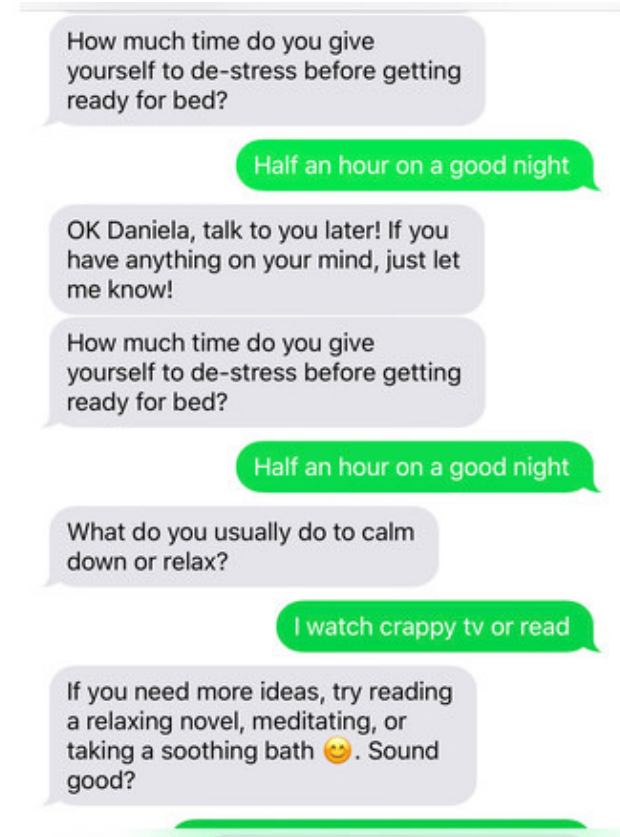 How much time do you give
yourself to de-stress before getting
ready for bed?
Half an hour on a good night
OK Daniela, talk to you later! If you
have anything on your mind, just let
me know!
How much time do you give
yourself to de-stress before getting
ready for bed?
Half an hour on a good night
What do you usually do to calm
down or relax?
I watch crappy tv or read
If you need more ideas, try reading
a relaxing novel, meditating, or
taking a soothing bath 😊. Sound
good?